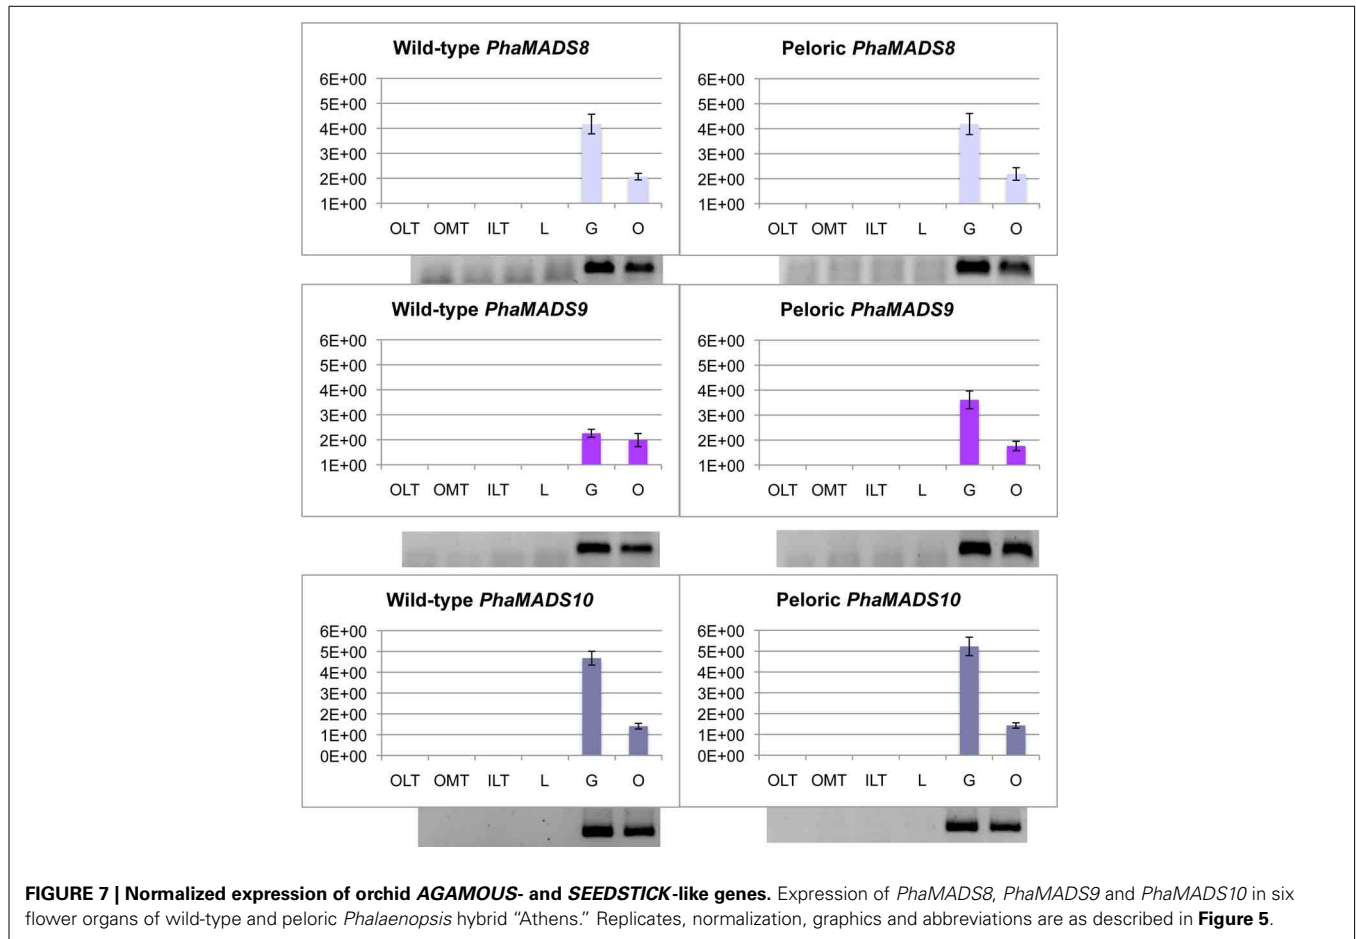 Wild-type PhaMADS8
6E+00
5E+00
4E+00
3E+00
2E+00
1E+00
OLT OMT ILT L G O
Peloric PhaMADS8
6E+00
5E+00
4E+00
3E+00
2E+00
1E+00
OLT OMT ILT L G O
Wild-type PhaMADS9
6E+00
5E+00
4E+00
3E+00
2E+00
1E+00
OLT OMT ILT L G O
Peloric PhaMADS9
6E+00
5E+00
4E+00
3E+00
2E+00
1E+00
OLT OMT ILT L G O
Wild-type PhaMADS10
6E+00
5E+00
4E+00
3E+00
2E+00
1E+00
0E+00
OLT OMT ILT L G O
Peloric PhaMADS10
6E+00
5E+00
4E+00
3E+00
2E+00
1E+00
0E+00
OLT OMT ILT L G O
FIGURE 7 | Normalized expression of orchid AGAMOUS- and SEEDSTICK-like genes. Expression of PhaMADS8, PhaMADS9 and PhaMADS10 in six
flower organs of wild-type and peloric Phalaenopsis hybrid “Athens.” Replicates, normalization, graphics and abbreviations are as described in Figure 5.